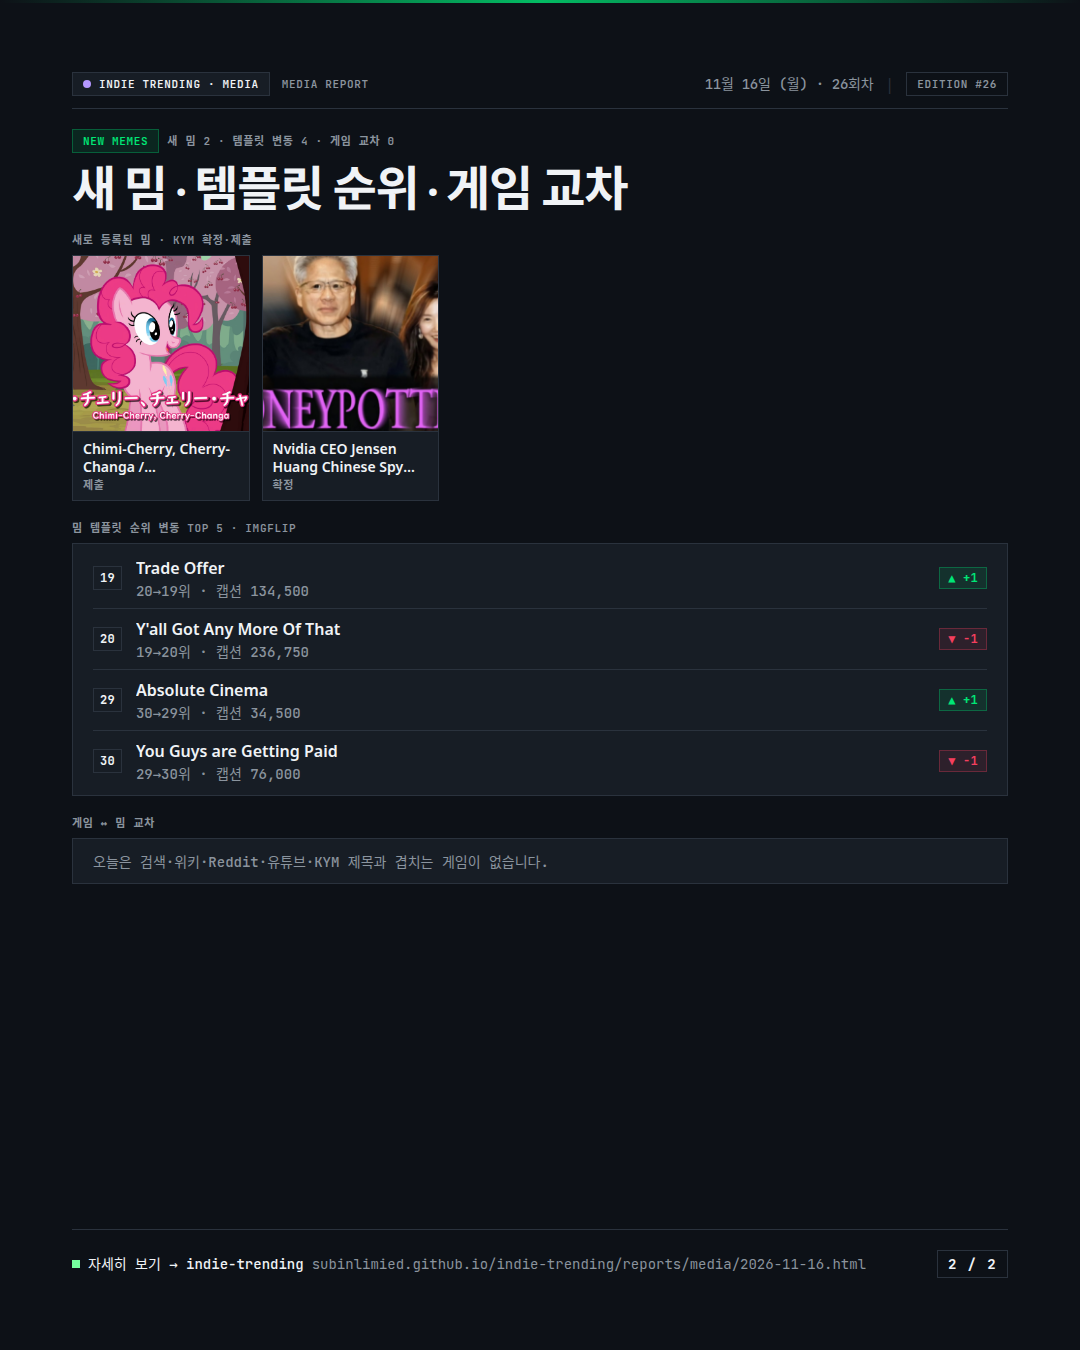 INDIE TRENDING · MEDIA MEDIA REPORT 11월 16일 (월) · 26회차 EDITION #26
NEW MEMES 새 밈 2 · 템플릿 변동 4 · 게임 교차 0
새 밈·템플릿 순위·게임 교차
새로 등록된 밈 · KYM 확정·제출
・チェリー、チェリー・チャ
Chimi-Cherry, Cherry-Changa
NEYPOTT
Chimi-Cherry, Cherry-
Changa /...
제출
Nvidia CEO Jensen
Huang Chinese Spy...
확정
밈 템플릿 순위 변동 TOP 5 · IMGFLIP
19 Trade Offer ▲ +1
20→19위 · 캡션 134,500
20 Y'all Got Any More Of That ▼ -1
19→20위 · 캡션 236,750
29 Absolute Cinema ▲ +1
30→29위 · 캡션 34,500
30 You Guys are Getting Paid ▼ -1
29→30위 · 캡션 76,000
게임 ↔ 밈 교차
오늘은 검색·위키·Reddit·유튜브·KYM 제목과 겹치는 게임이 없습니다.
자세히 보기 → indie-trending subinlimied.github.io/indie-trending/reports/media/2026-11-16.html 2 / 2